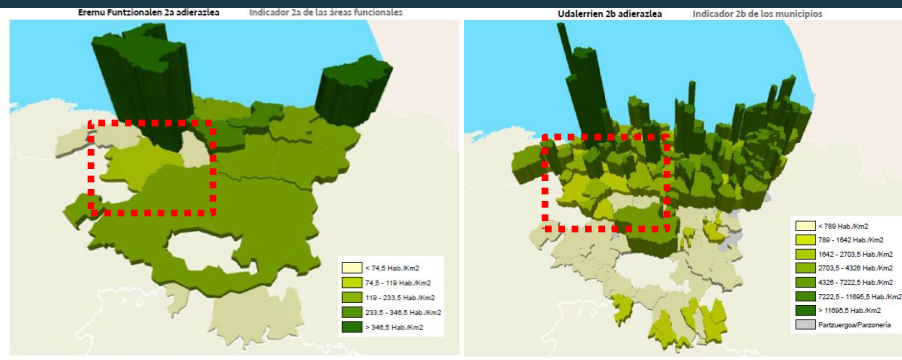 Eremu Funtzionalen 2a adierazlea Indicador 2a de las áreas funcionales
< 74,5 Hab./Km2
74,5 - 119 Hab./Km2
119 - 233,5 Hab./Km2
233,5 - 346,5 Hab./Km2
> 346,5 Hab./Km2
Udalerrien 2b adierazlea Indicador 2b de los municipios
< 789 Hab./Km2
789 - 1642 Hab./Km2
1642 - 2703,5 Hab./Km2
2703,5 - 4326 Hab./Km2
4326 - 7222,5 Hab./Km2
7222,5 - 11695,5 Hab./Km2
> 11695,5 Hab./Km2
Partzuergoa/Parzonería